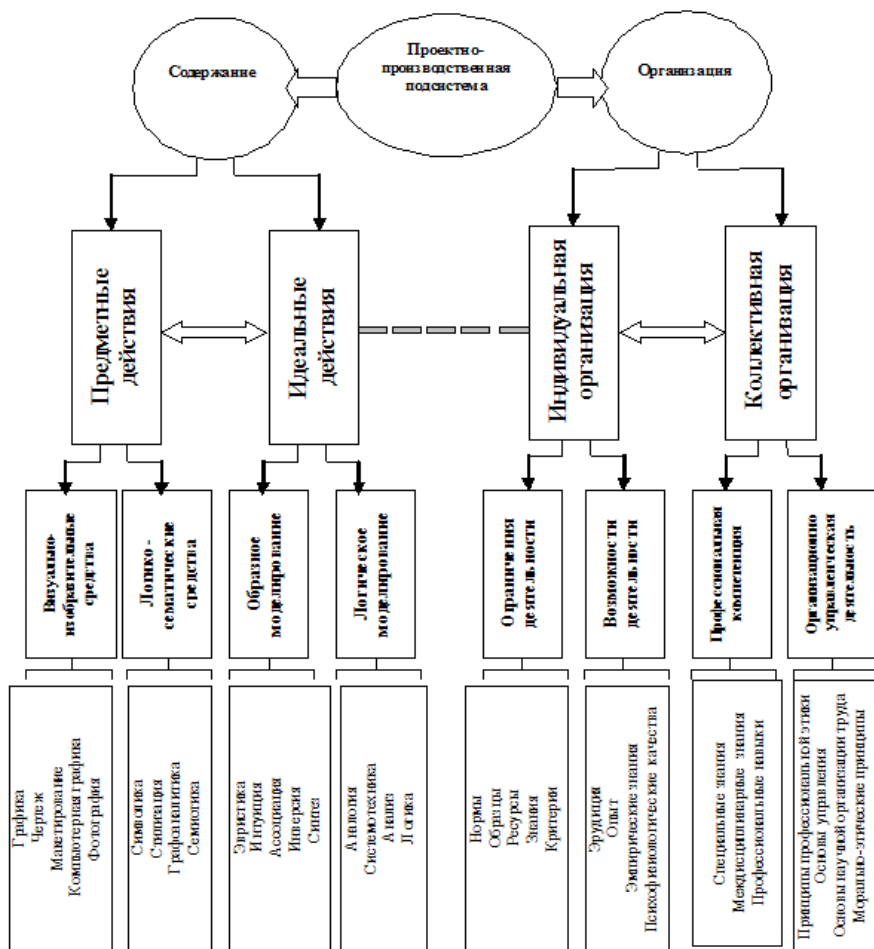 Содержание
Проектно-
производственная
подсистема
Организация
Предметные
действия
Идеальные
действия
Индивидуальная
организация
Коллективная
организация
Визуально-
изобравительные
средства
Логико -
сематические
средства
Образное
моделирование
Логическое
моделирование
Ограничения
деятельности
Возможности
деятельности
Профессиональная
компетенция
Организационно
управленческая
деятельность
Графика
Чертеж
Макетирование
Компьютерная графика
Фотография
Символика
Стилизация
Графоаналитика
Семиотика
Эвристика
Интуиция
Ассоциация
Инверсия
Синтез
Аналогия
Системотехника
Анализ
Логика
Нормы
Образцы
Ресурсы
Знания
Критерии
Эрудиция
Опыт
Эмпирические знания
Психофизиологические качества
Специальные знания
Междисциплинарные знания
Профессиональные навыки
Принципы профессиональной этики
Основы управления
Основы научной организации труда
Морально-этические принципы